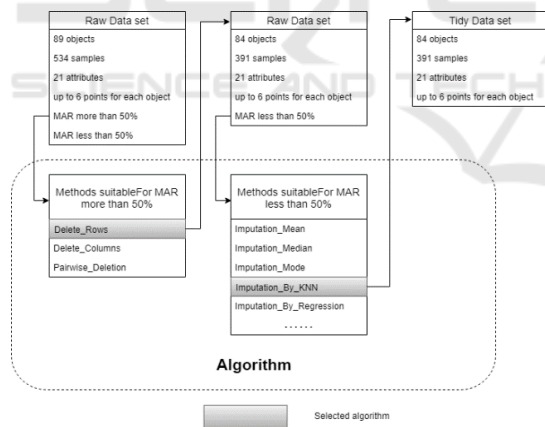 Raw Data set
89 objects
534 samples
21 attributes
up to 6 points for each object
MAR more than 50%
MAR less than 50%
Raw Data set
84 objects
391 samples
21 attributes
up to 6 points for each object
MAR less than 50%
Tidy Data set
84 objects
391 samples
21 attributes
up to 6 points for each object
SCIENCE AND TECH
Methods suitableFor MAR
more than 50%
Delete_Rows
Delete_Columns
Pairwise_Deletion
Methods suitableFor MAR
less than 50%
Imputation_Mean
Imputation_Median
Imputation_Mode
Imputation_By_KNN
Imputation_By_Regression
......
Algorithm
Selected algorithm